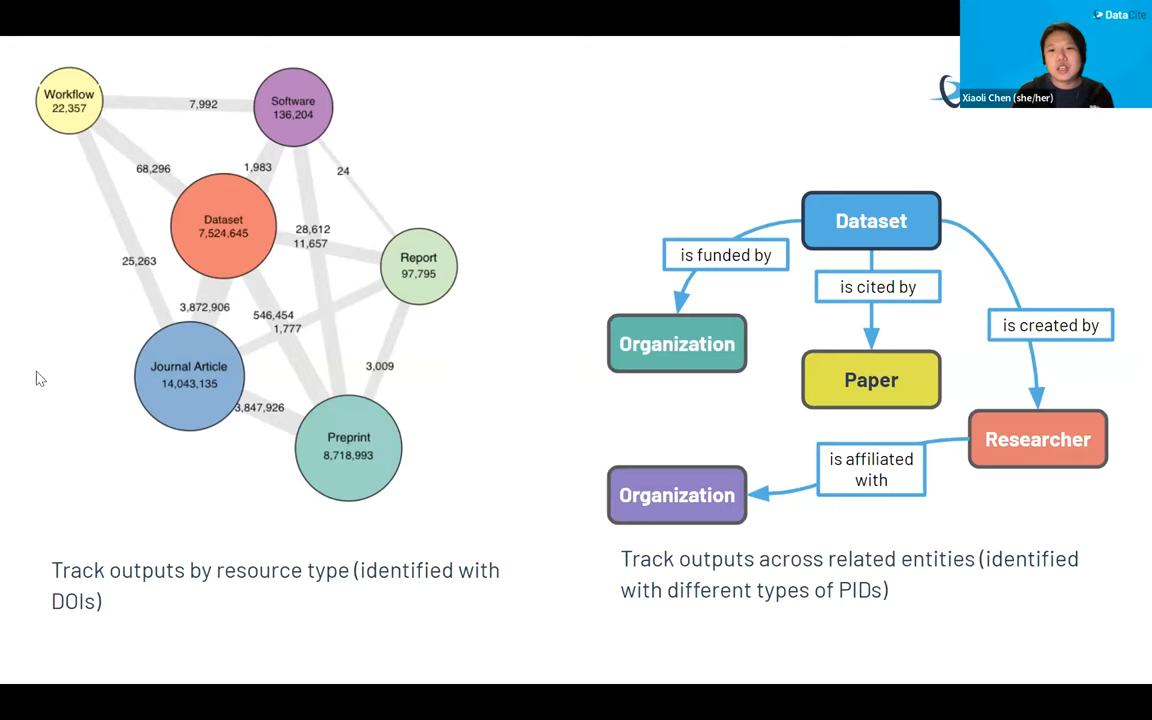 DataCite
Xiaoli Chen (she/her)
Workflow
22,357
7,992
Software
136,204
68,296
1,983
24
Dataset
7,524,645
28,612
11,657
Report
97,795
25,263
3,872,906
546,454
1,777
Journal Article
14,043,135
3,009
3,847,926
Preprint
8,718,993
Track outputs by resource type (identified with
DOIs)
Dataset
is funded by
is cited by
is created by
Organization
Paper
Researcher
is affiliated
with
Organization
Track outputs across related entities (identified
with different types of PIDs)